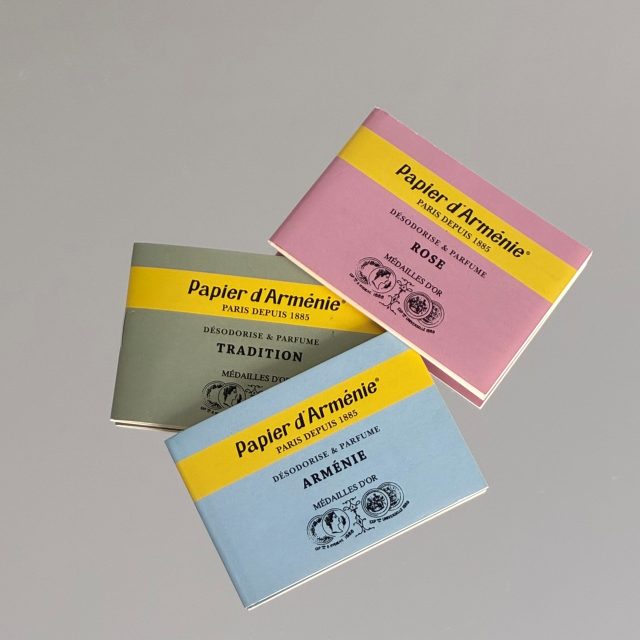 Papier d'Arménie®
PARIS DEPUIS 1885
DÉSODORISE & PARFUME
ROSE
MÉDAILLES D'OR
Papier d'Arménie®
PARIS DEPUIS 1885
DÉSODORISE & PARFUME
TRADITION
MÉDAILLES D'OR
Papier d'Arménie®
PARIS DEPUIS 1885
DÉSODORISE & PARFUME
ARMÉNIE
MÉDAILLES D'OR